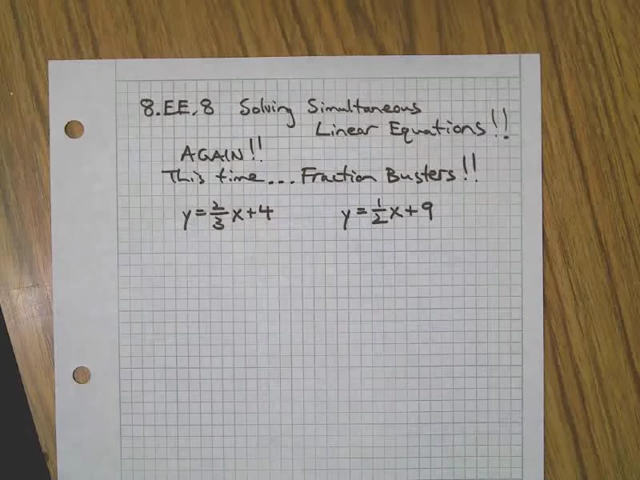 8.EE.8 Solving Simultaneous
Linear Equations!!
AGAIN!!
This time... Fraction Busters!!
y=2/3x+4 y=1/2x+9